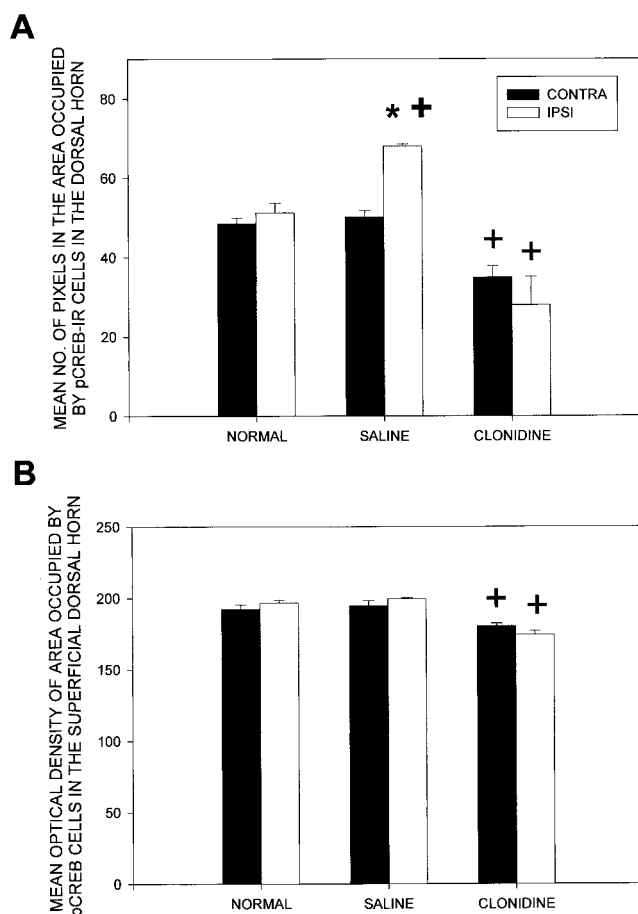 A
MEAN NO. OF PIXELS IN THE AREA OCCUPIED
BY pCREB-IR CELLS IN THE DORSAL HORN
80
60
40
20
0
* +
+
+
CONTRA
IPSI
NORMAL
SALINE
CLONIDINE
B
MEAN OPTICAL DENSITY OF AREA OCCUPIED BY
pCREB CELLS IN THE SUPERFICIAL DORSAL HORN
250
200
150
100
50
0
+
+
NORMAL
SALINE
CLONIDINE